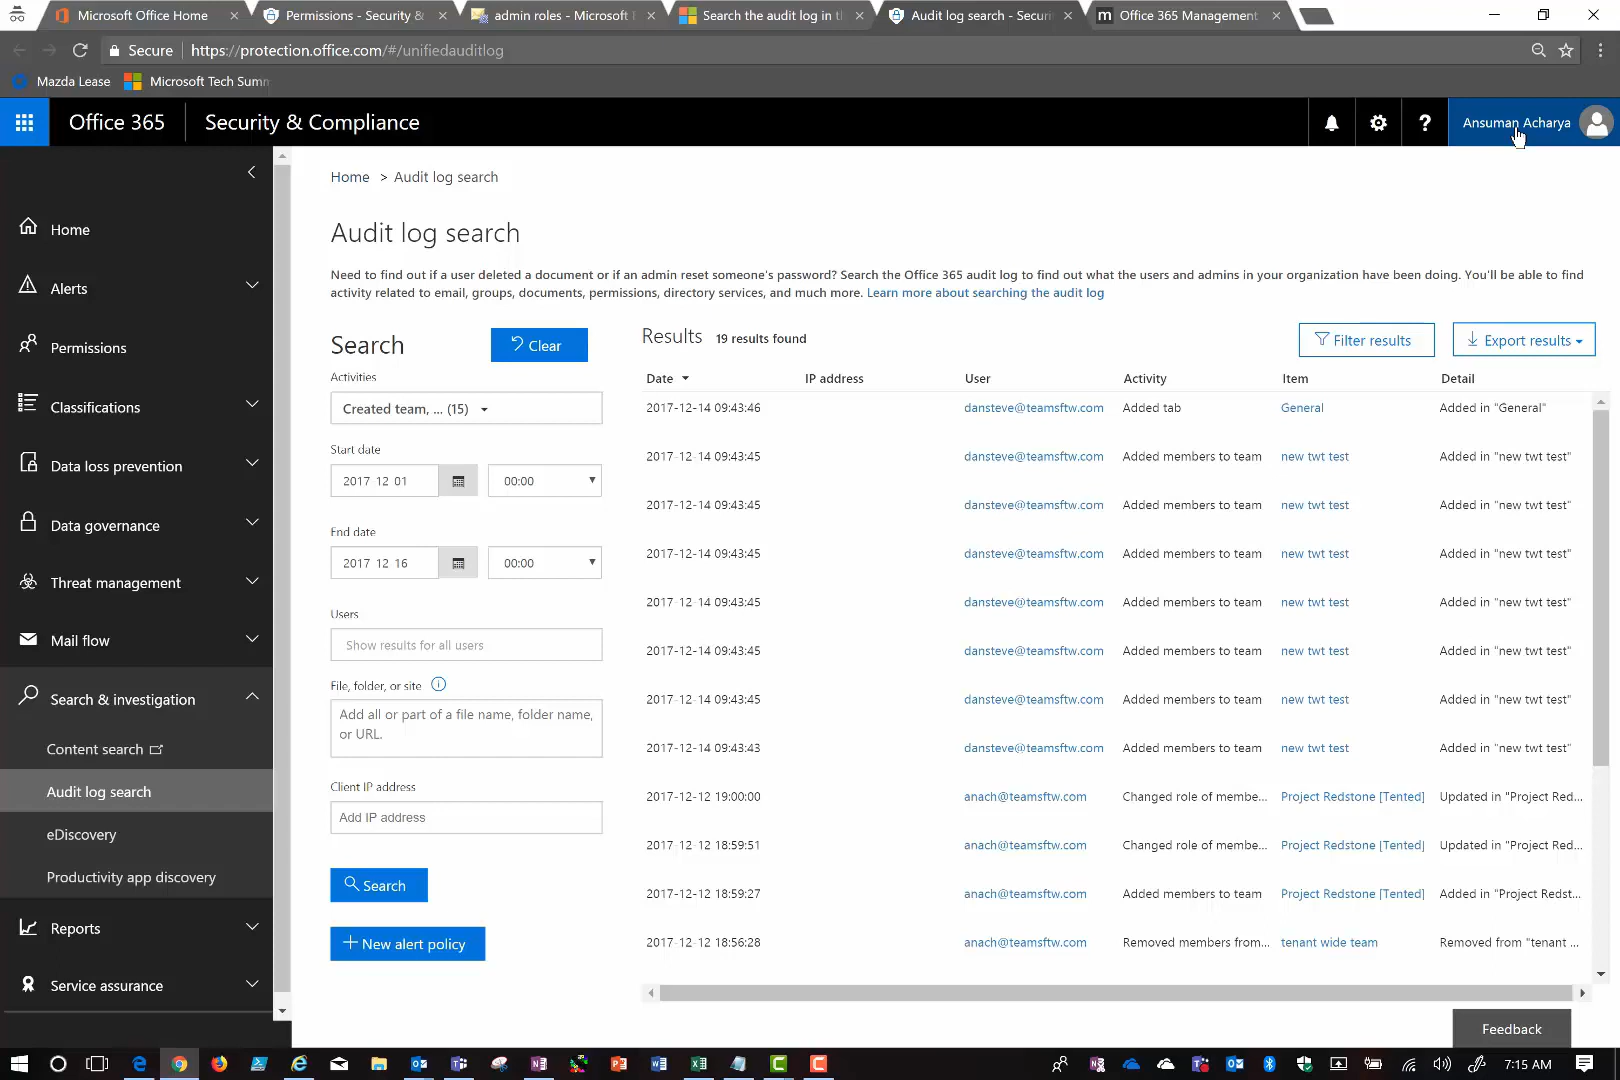 Microsoft Office Home
Permissions - Security &
admin roles - Microsoft
Search the audit log in t
Audit log search - Securi
Office 365 Management
Secure
https://protection.office.com/#/unifiedauditlog
Mazda Lease
Microsoft Tech Summ
Office 365
Security & Compliance
Ansuman Acharya
Home
Alerts
Permissions
Classifications
Data loss prevention
Data governance
Threat management
Mail flow
Search & investigation
Content search
Audit log search
eDiscovery
Productivity app discovery
Reports
Service assurance
Home > Audit log search
Audit log search
Need to find out if a user deleted a document or if an admin reset someone's password? Search the Office 365 audit log to find out what the users and admins in your organization have been doing. You'll be able to find
activity related to email, groups, documents, permissions, directory services, and much more. Learn more about searching the audit log
Search
Clear
Activities
Created team, ... (15)
Start date
2017 12 01
00:00
End date
2017 12 16
00:00
Users
Show results for all users
File, folder, or site
Add all or part of a file name, folder name,
or URL.
Client IP address
Add IP address
Search
New alert policy
Results 19 results found
Filter results
Export results
Date IP address User Activity Item Detail
2017-12-14 09:43:46 dansteve@teamsftw.com Added tab General Added in "General"
2017-12-14 09:43:45 dansteve@teamsftw.com Added members to team new twt test Added in "new twt test"
2017-12-14 09:43:45 dansteve@teamsftw.com Added members to team new twt test Added in "new twt test"
2017-12-14 09:43:45 dansteve@teamsftw.com Added members to team new twt test Added in "new twt test"
2017-12-14 09:43:45 dansteve@teamsftw.com Added members to team new twt test Added in "new twt test"
2017-12-14 09:43:45 dansteve@teamsftw.com Added members to team new twt test Added in "new twt test"
2017-12-14 09:43:45 dansteve@teamsftw.com Added members to team new twt test Added in "new twt test"
2017-12-14 09:43:43 dansteve@teamsftw.com Added members to team new twt test Added in "new twt test"
2017-12-12 19:00:00 anach@teamsftw.com Changed role of membe... Project Redstone [Tented] Updated in "Project Red...
2017-12-12 18:59:51 anach@teamsftw.com Changed role of membe... Project Redstone [Tented] Updated in "Project Red...
2017-12-12 18:59:27 anach@teamsftw.com Added members to team Project Redstone [Tented] Added in "Project Redst...
2017-12-12 18:56:28 anach@teamsftw.com Removed members from... tenant wide team Removed from "tenant ...
Feedback
7:15 AM